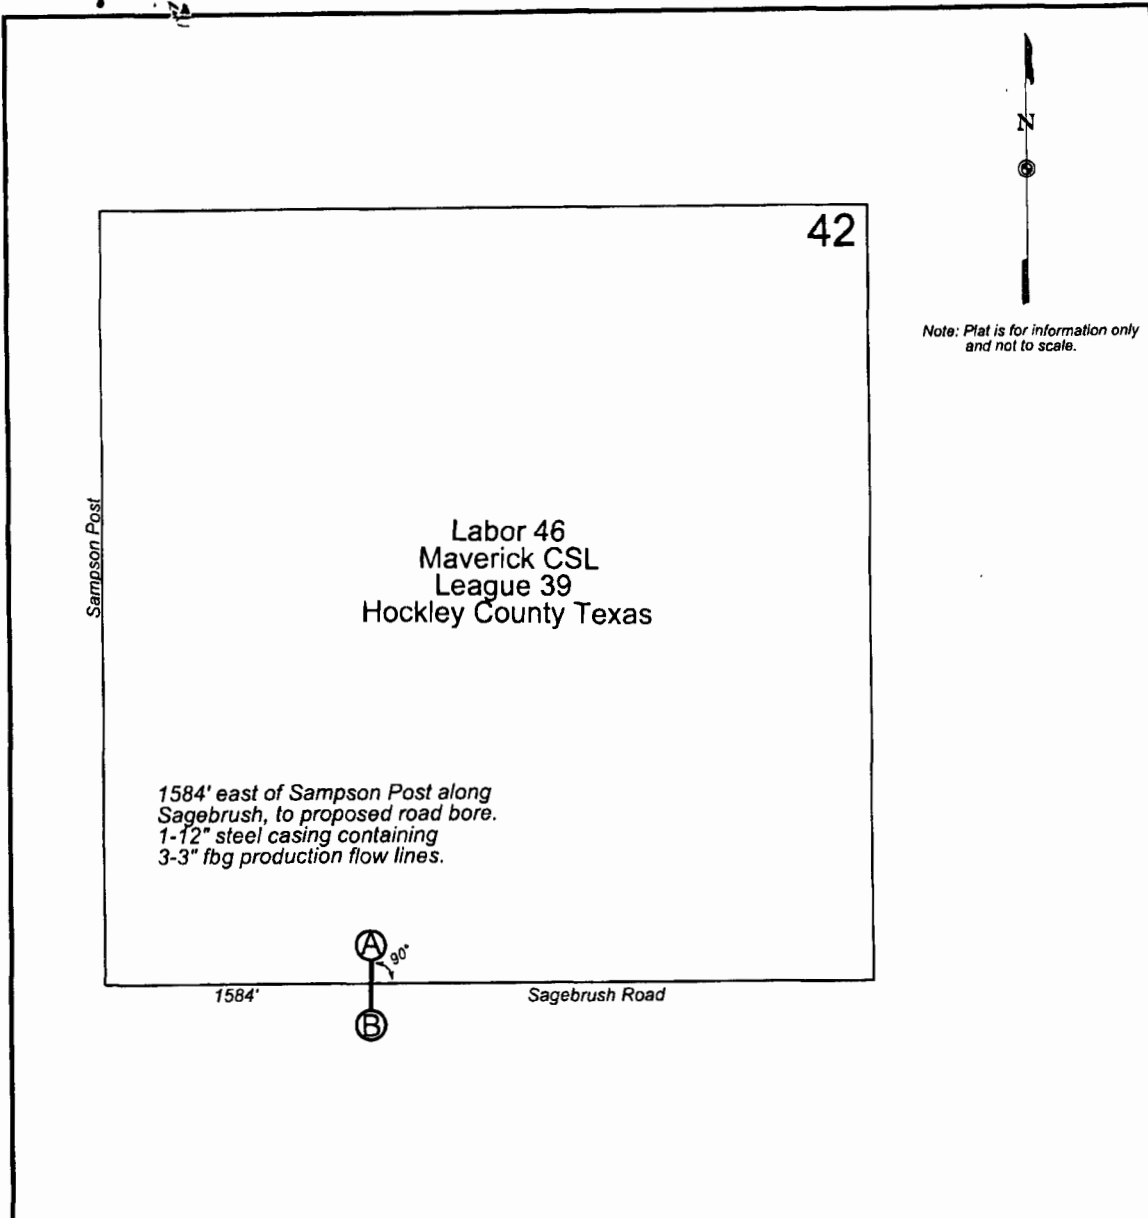 N
42
Note: Plat is for information only
and not to scale.
Sampson Post
Labor 46
Maverick CSL
League 39
Hockley County Texas
1584' east of Sampson Post along
Sagebrush, to proposed road bore.
1-12" steel casing containing
3-3" fbg production flow lines.
A
90°
1584'
Sagebrush Road
B